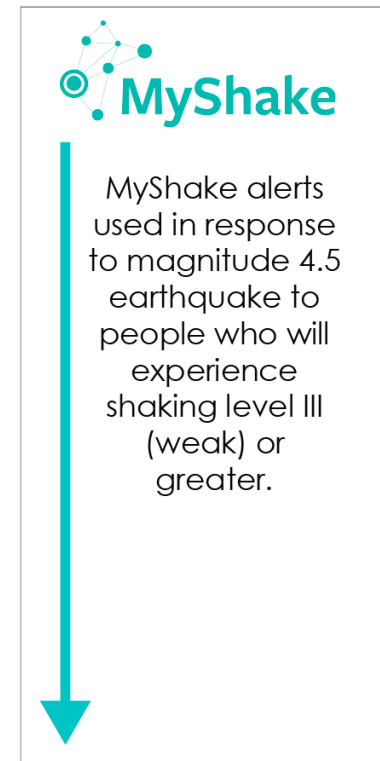 MyShake
MyShake alerts
used in response
to magnitude 4.5
earthquake to
people who will
experience
shaking level III
(weak) or
greater.